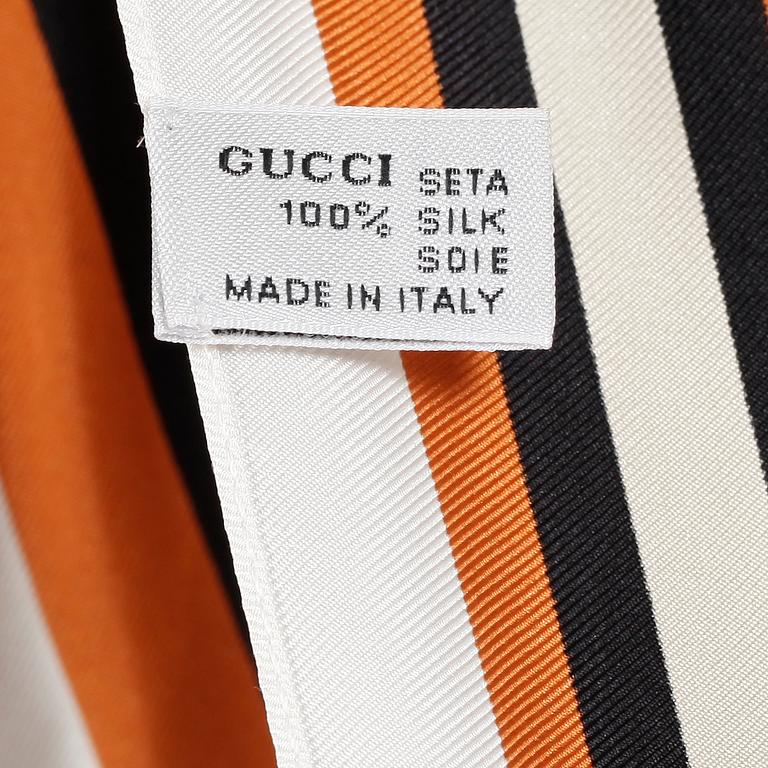 GUCCI SETA
100% SILK
SOIE
MADE IN ITALY